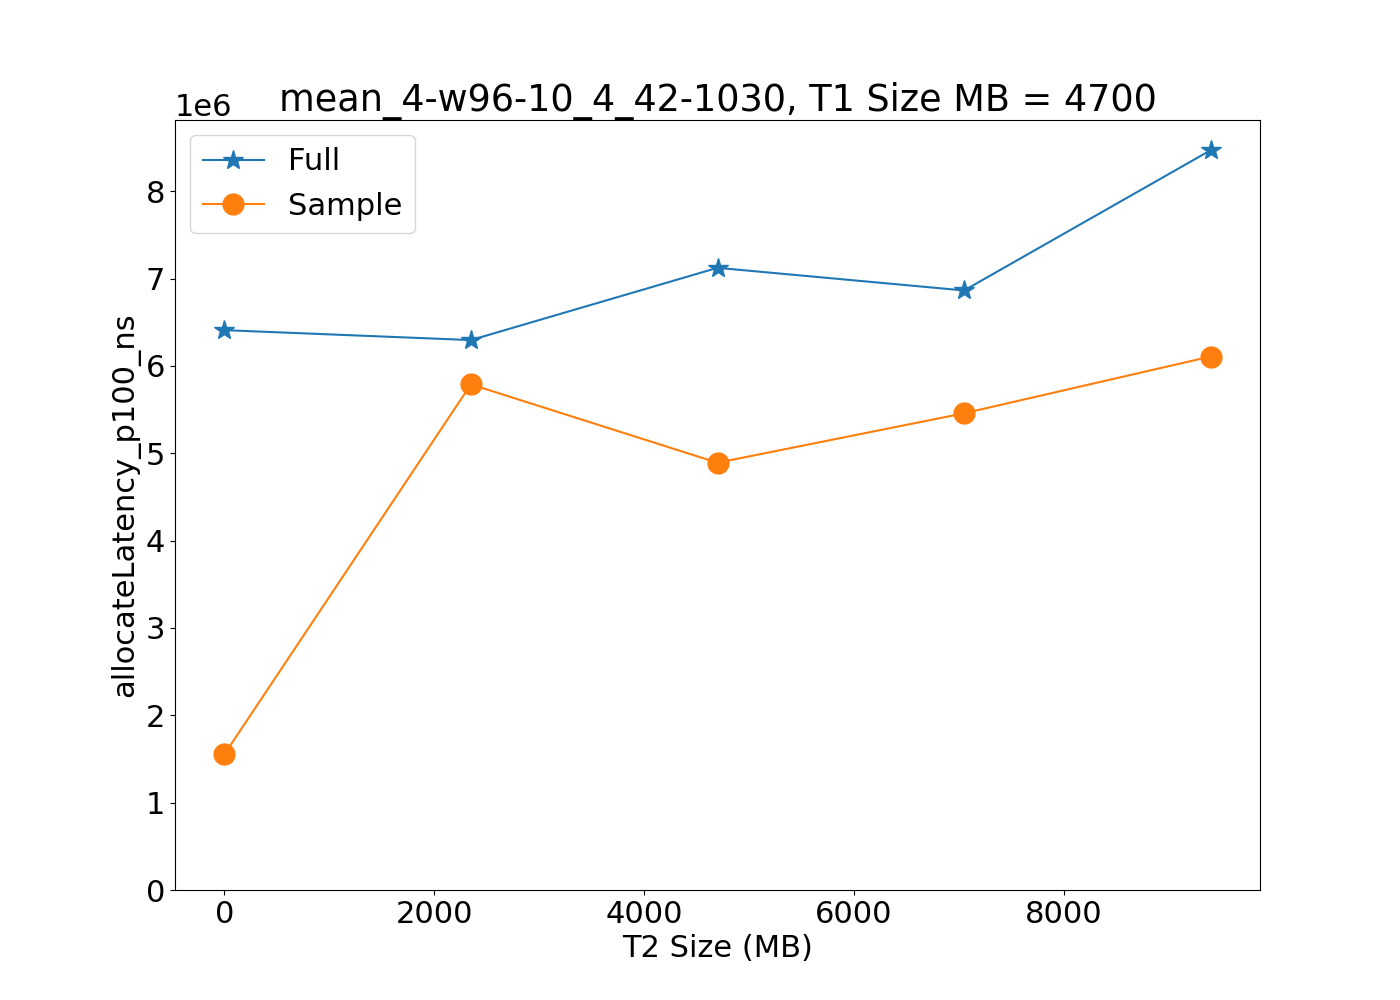 mean_4-w96-10_4_42-1030, T1 Size MB = 4700
1e6
Full
Sample
8
7
6
5
4
3
2
1
0
allocateLatency_p100_ns
0 2000 4000 6000 8000
T2 Size (MB)